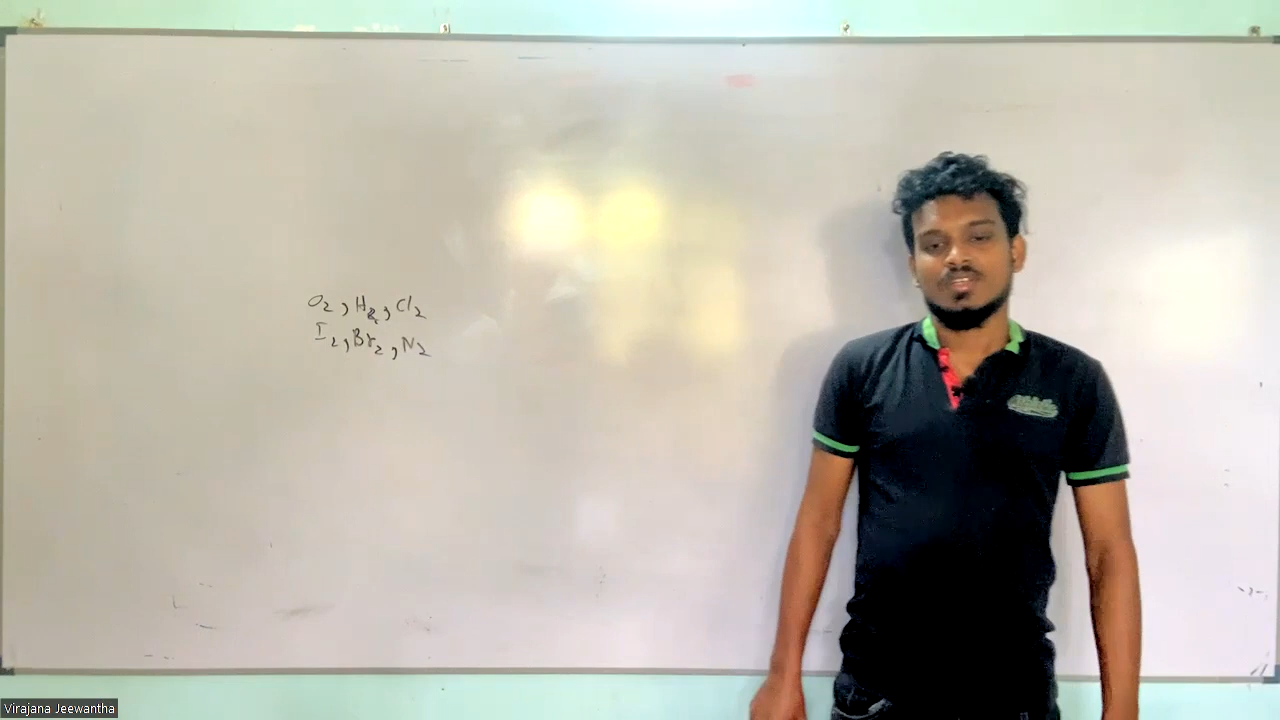 O₂, H₂, Cl₂
I₂, Br₂, N₂
Virajana Jeewantha